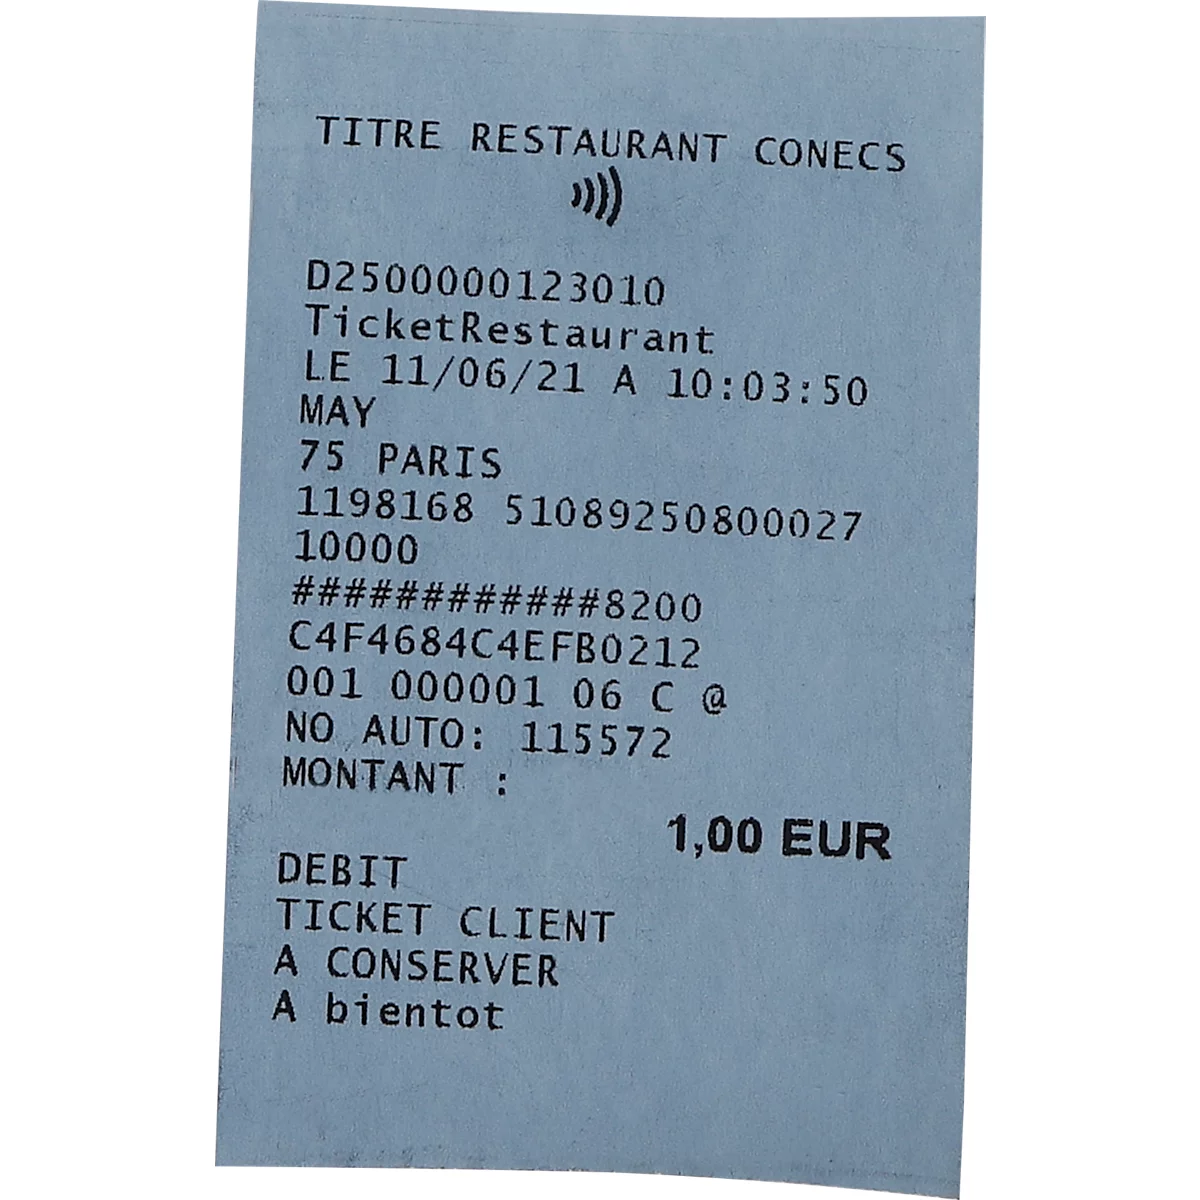 TITRE RESTAURANT CONECS
D2500000123010
TicketRestaurant
LE 11/06/21 A 10:03:50
MAY
75 PARIS
1198168 51089250800027
10000
############8200
C4F4684C4EFB0212
001 000001 06 C @
NO AUTO: 115572
MONTANT :
1,00 EUR
DEBIT
TICKET CLIENT
A CONSERVER
A bientot